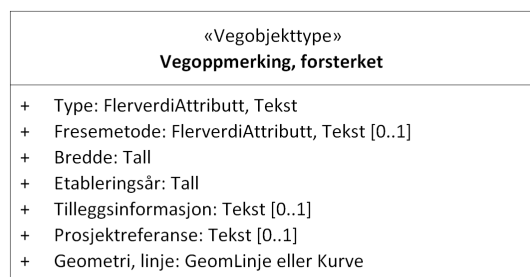 «Vegobjekttype»
Vegoppmerking, forsterket
+ Type: FlerverdiAttributt, Tekst
+ Fresemetode: FlerverdiAttributt, Tekst [0..1]
+ Bredde: Tall
+ Etableringsår: Tall
+ Tilleggsinformasjon: Tekst [0..1]
+ Prosjektreferanse: Tekst [0..1]
+ Geometri, linje: GeomLinje eller Kurve